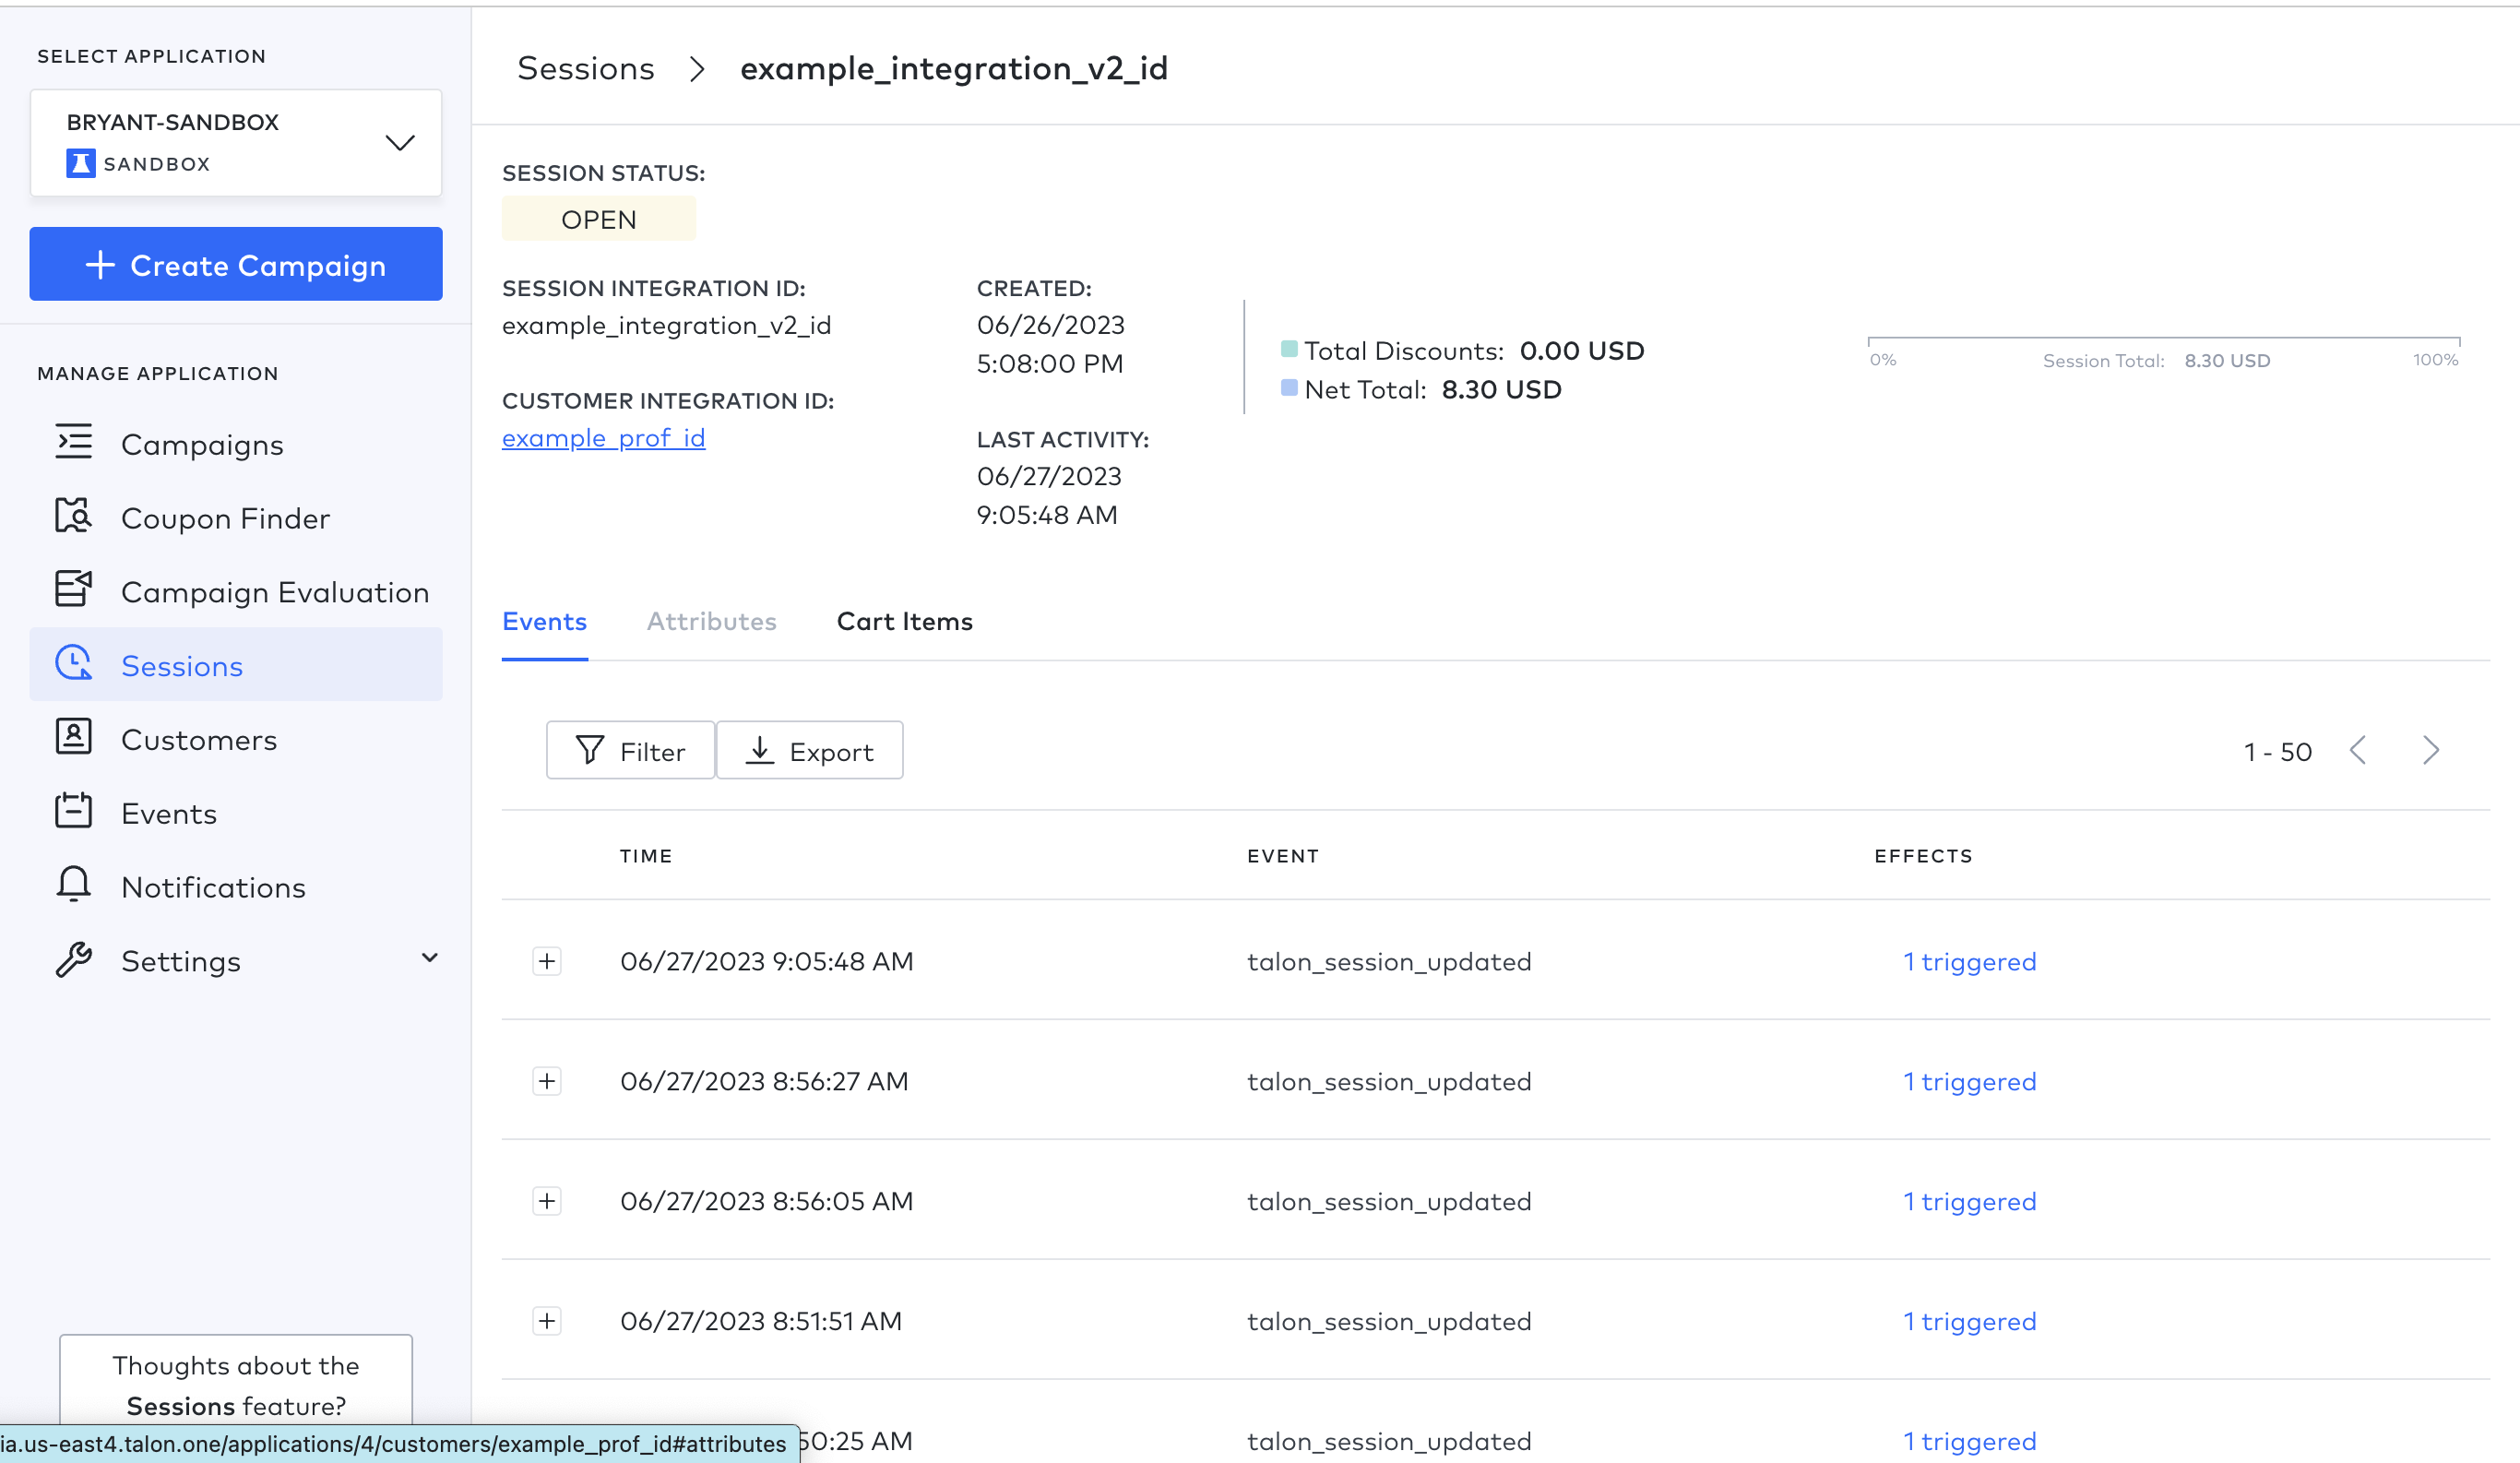 SELECT APPLICATION
BRYANT-SANDBOX
SANDBOX
Create Campaign
MANAGE APPLICATION
Campaigns
Coupon Finder
Campaign Evaluation
Sessions
Customers
Events
Notifications
Settings
Thoughts about the
Sessions feature?
ia.us-east4.talon.one/applications/4/customers/example_prof_id#attributes
Sessions > example_integration_v2_id
SESSION STATUS:
OPEN
SESSION INTEGRATION ID:
example_integration_v2_id
CUSTOMER INTEGRATION ID:
example_prof_id
CREATED:
06/26/2023
5:08:00 PM
LAST ACTIVITY:
06/27/2023
9:05:48 AM
Total Discounts: 0.00 USD
Net Total: 8.30 USD
0% Session Total: 8.30 USD 100%
Events Attributes Cart Items
Filter Export 1 - 50
TIME EVENT EFFECTS
06/27/2023 9:05:48 AM talon_session_updated 1 triggered
06/27/2023 8:56:27 AM talon_session_updated 1 triggered
06/27/2023 8:56:05 AM talon_session_updated 1 triggered
06/27/2023 8:51:51 AM talon_session_updated 1 triggered
50:25 AM talon_session_updated 1 triggered